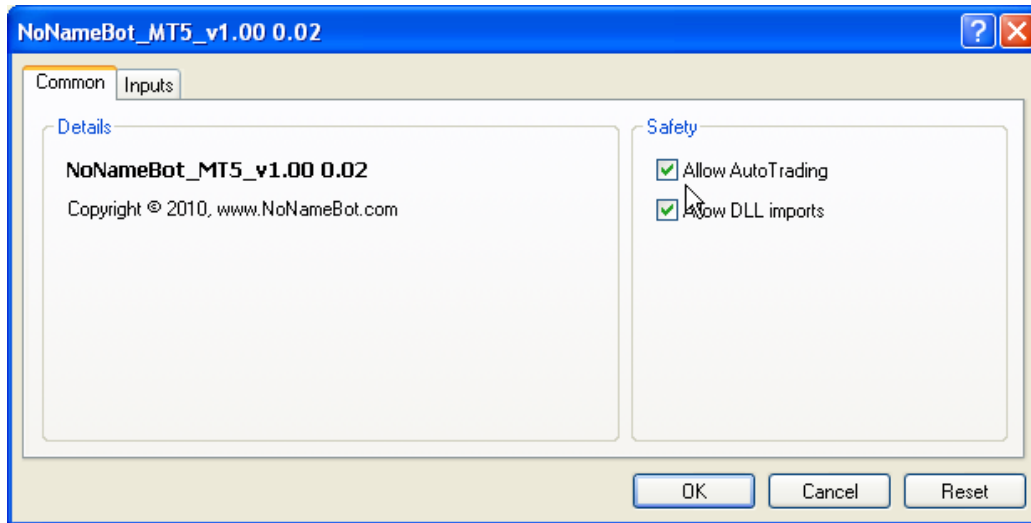 NoNameBot_MT5_v1.00 0.02
Common
Inputs
Details
NoNameBot_MT5_v1.00 0.02
Copyright © 2010, www.NoNameBot.com
Safety
Allow AutoTrading
Allow DLL imports
OK
Cancel
Reset